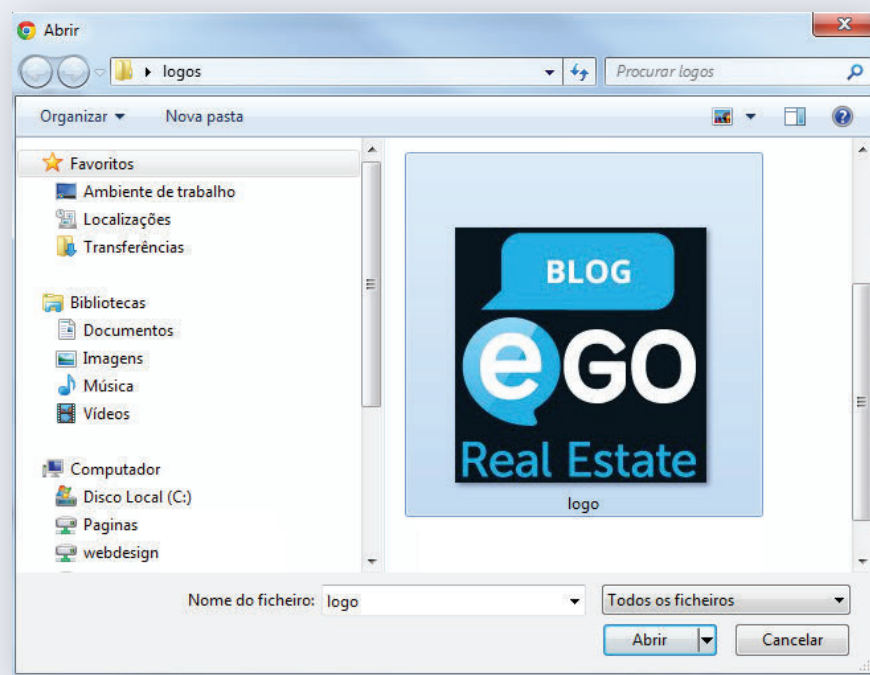 Abrir
logos
Procurar logos
Organizar
Nova pasta
Favoritos
Ambiente de trabalho
Localizações
Transferências
Bibliotecas
Documentos
Imagens
Música
Vídeos
Computador
Disco Local (C:)
Paginas
webdesign
BLOG
eGO
Real Estate
logo
Nome do ficheiro: logo
Todos os ficheiros
Abrir
Cancelar